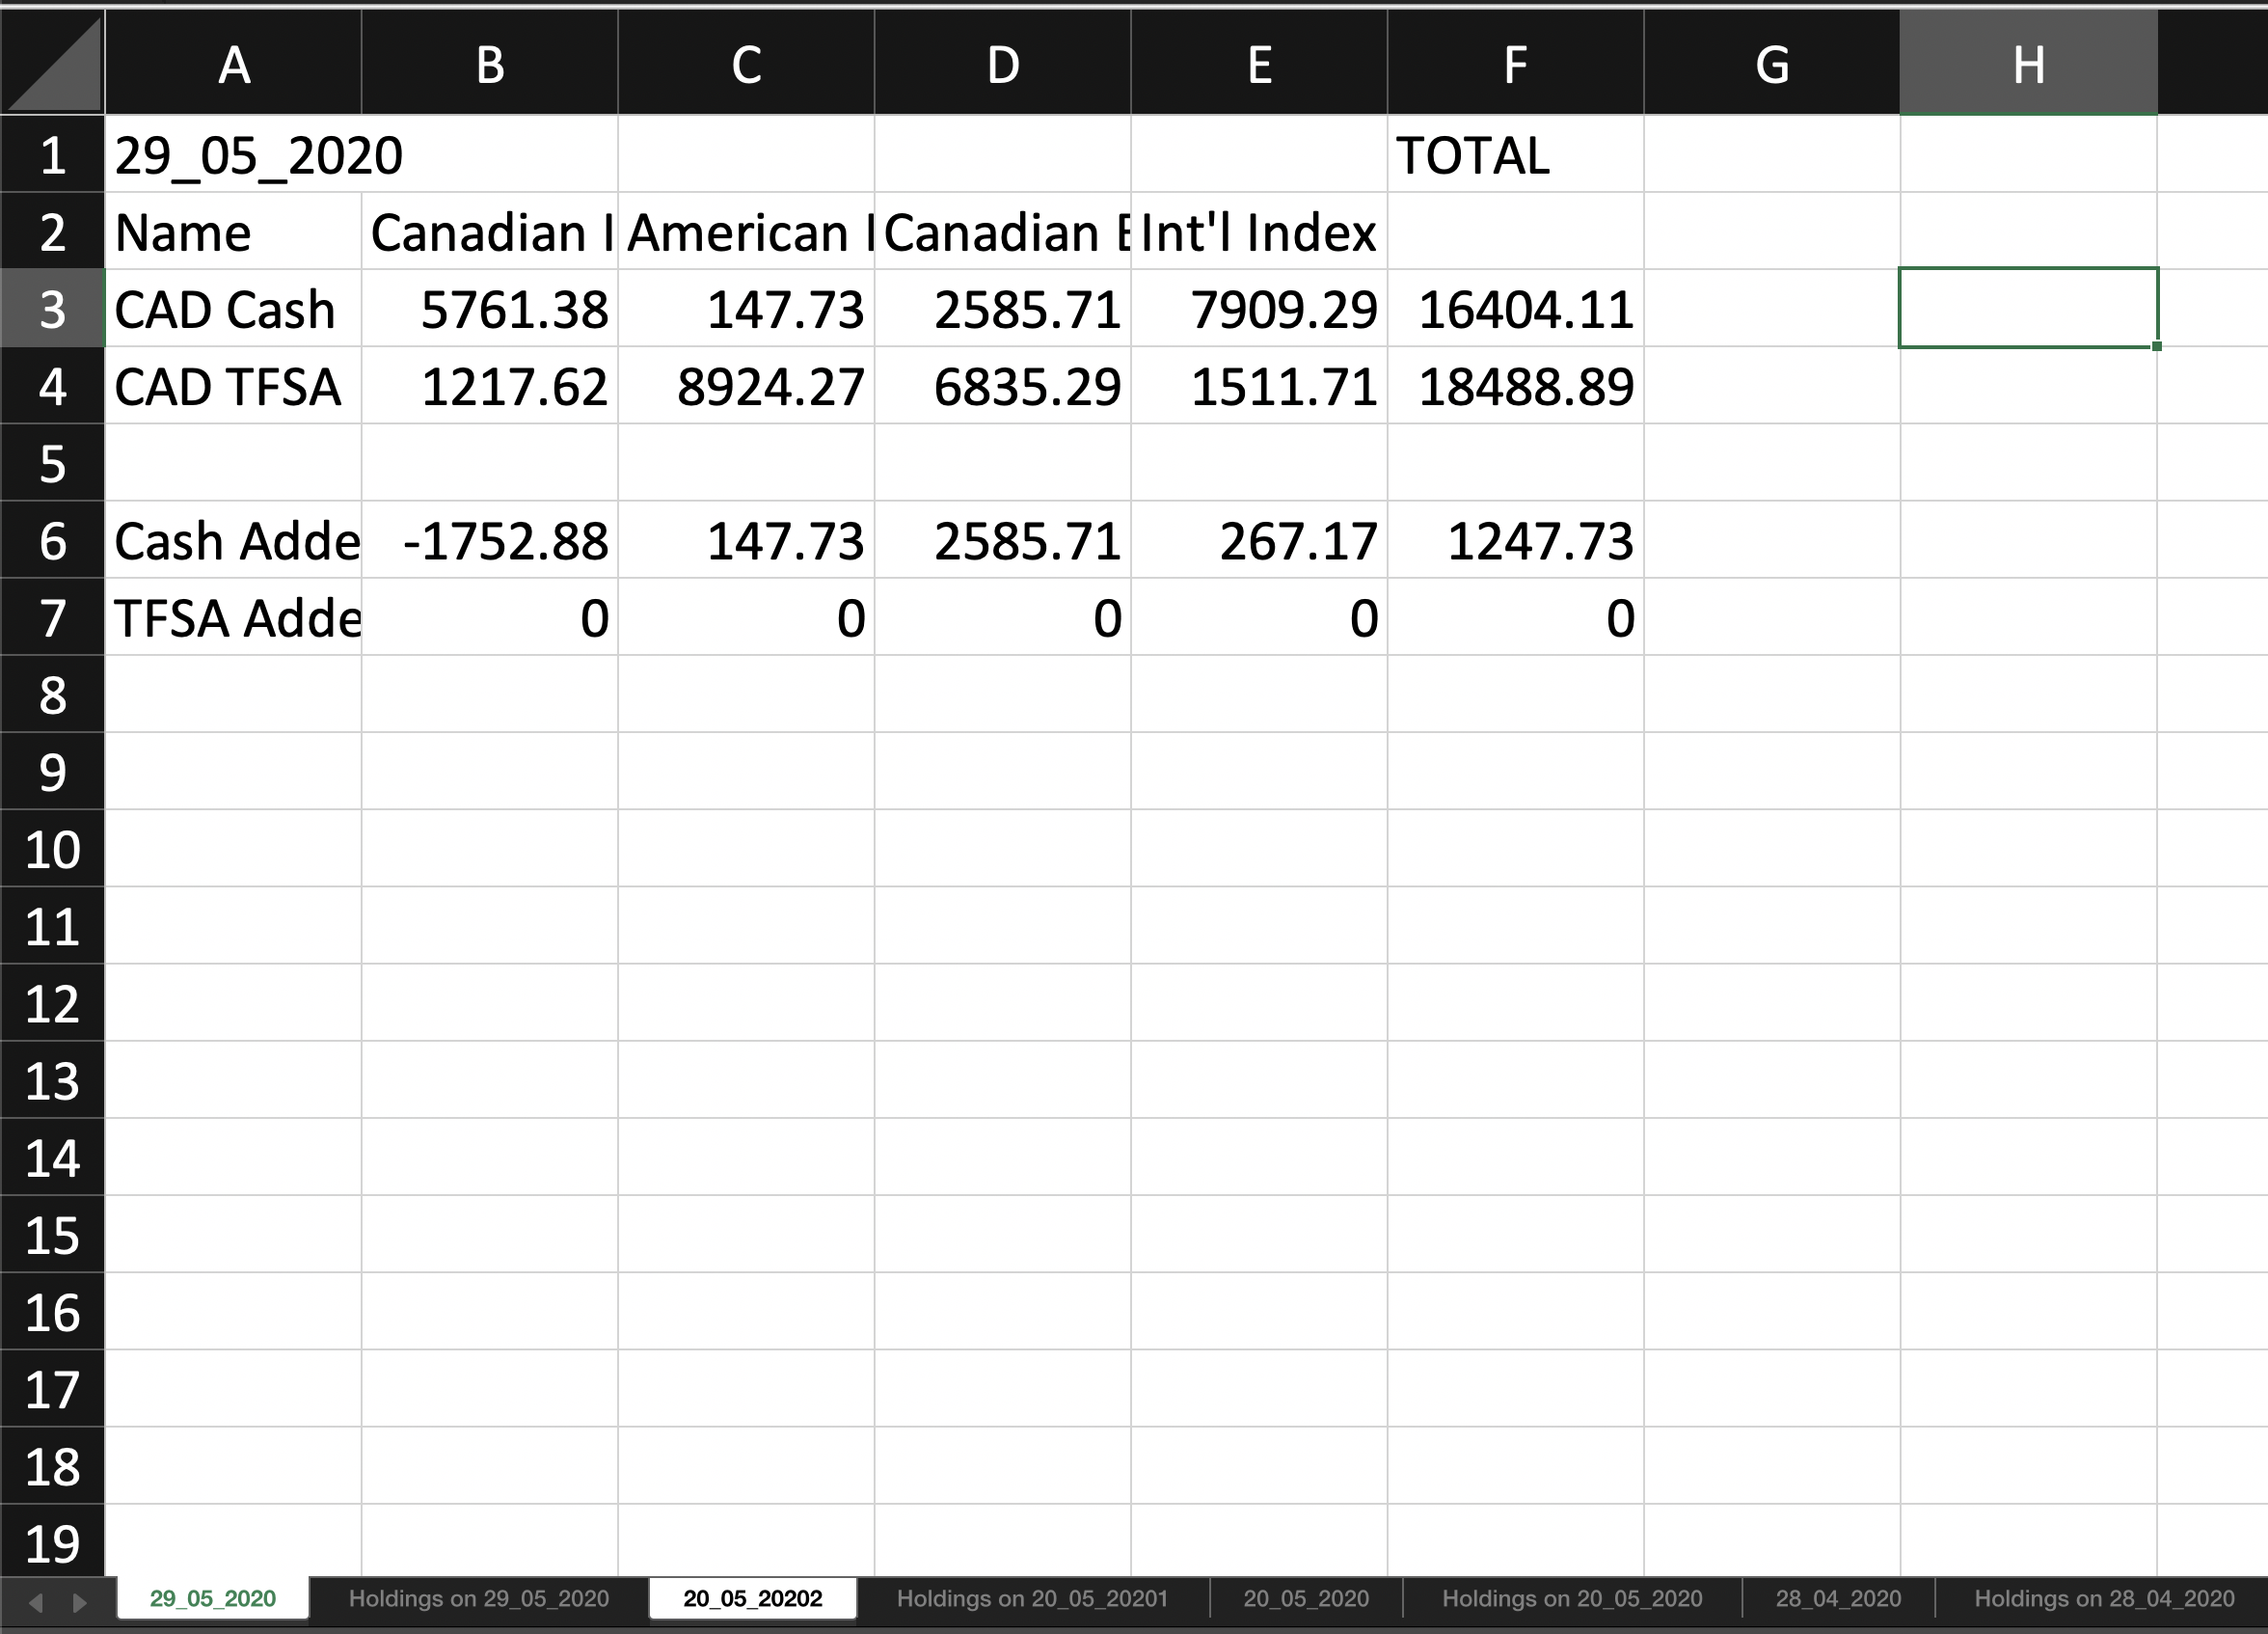 A B C D E F G H
1 29_05_2020 TOTAL
2 Name Canadian I American I Canadian E Int'l Index
3 CAD Cash 5761.38 147.73 2585.71 7909.29 16404.11
4 CAD TFSA 1217.62 8924.27 6835.29 1511.71 18488.89
5
6 Cash Adde -1752.88 147.73 2585.71 267.17 1247.73
7 TFSA Adde 0 0 0 0 0
8
9
10
11
12
13
14
15
16
17
18
19
29_05_2020 Holdings on 29_05_2020 20_05_20202 Holdings on 20_05_20201 20_05_2020 Holdings on 20_05_2020 28_04_2020 Holdings on 28_04_2020